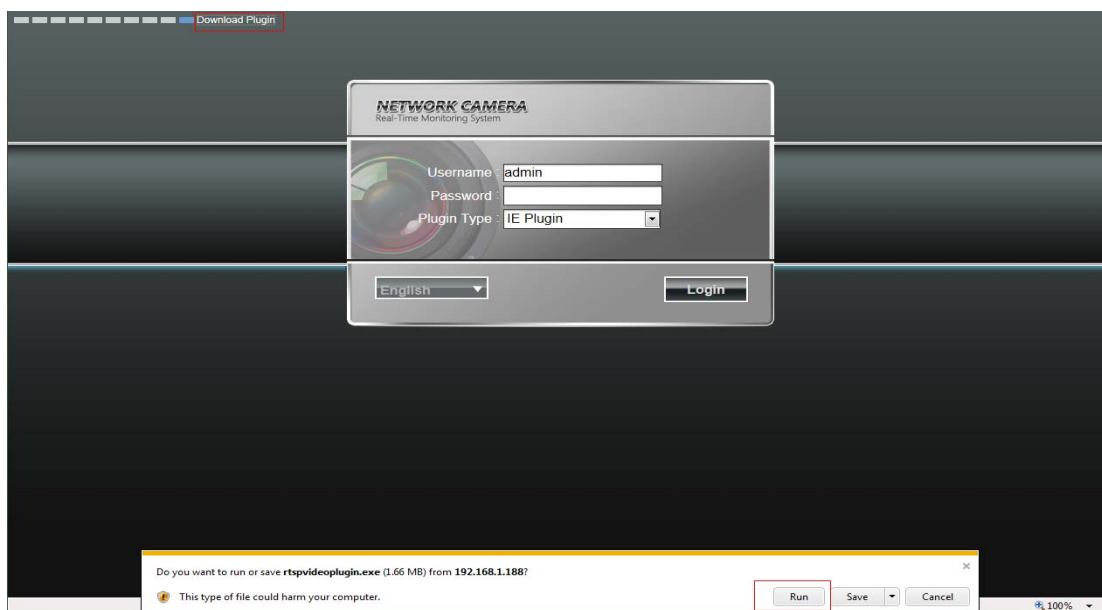 Download Plugin
NETWORK CAMERA
Real-Time Monitoring System
Username : admin
Password :
Plugin Type : IE Plugin
English
Login
Do you want to run or save rtspvideoplugin.exe (1.66 MB) from 192.168.1.188?
×
This type of file could harm your computer.
Run
Save
Cancel
100%